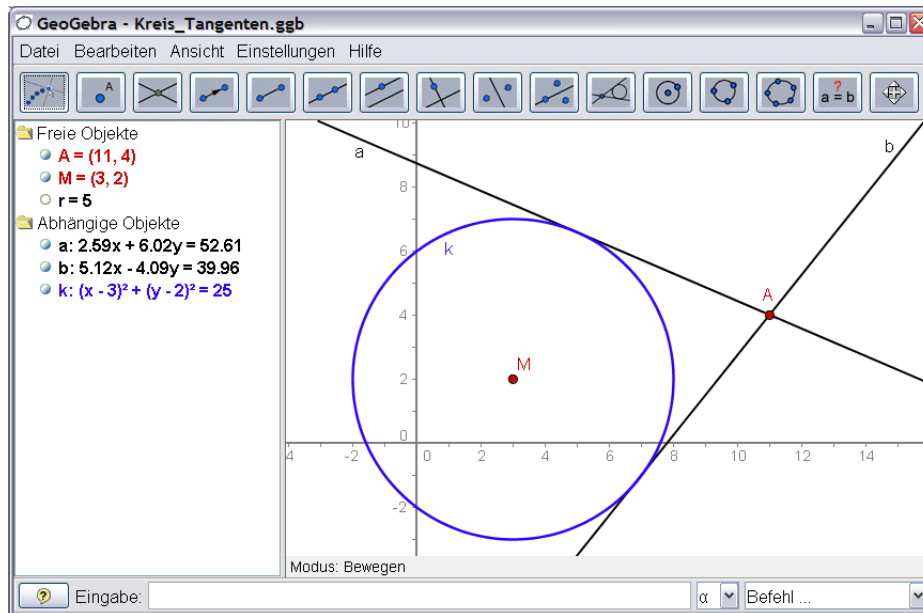 GeoGebra - Kreis_Tangenten.ggb
Datei Bearbeiten Ansicht Einstellungen Hilfe
A
?
a = b
Freie Objekte
A = (11, 4)
M = (3, 2)
r = 5
Abhängige Objekte
a: 2.59x + 6.02y = 52.61
b: 5.12x - 4.09y = 39.96
k: (x - 3)² + (y - 2)² = 25
10
a
b
8
6
k
A
4
M
2
0
4 -2 0 2 4 6 8 10 12 14
-2
Modus: Bewegen
? Eingabe: α Befehl ...